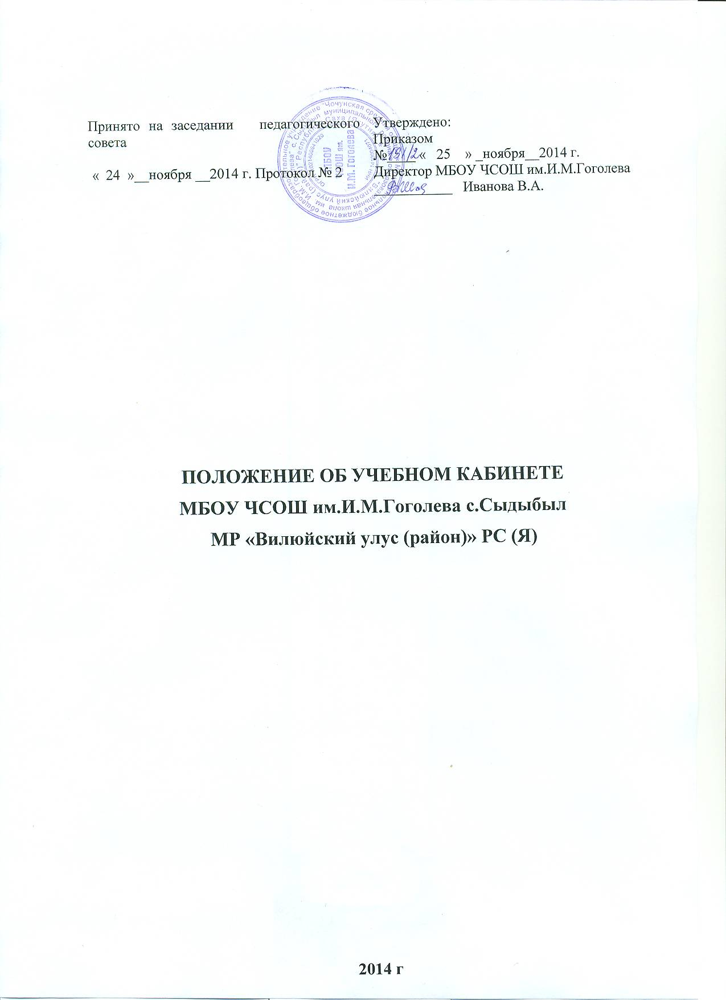 Принято на заседании педагогического
совета
« 24 »__ноября __2014 г. Протокол № 2
Утверждено:
Приказом
№191/2« 25 » _ноября__2014 г.
Директор МБОУ ЧСОШ им.И.М.Гоголева
___________ Иванова В.А.
МБОУ
ЧСОШ им.
И.М. Гоголева
ПОЛОЖЕНИЕ ОБ УЧЕБНОМ КАБИНЕТЕ
МБОУ ЧСОШ им.И.М.Гоголева с.Сыдыбыл
МР «Вилюйский улус (район)» РС (Я)
2014 г